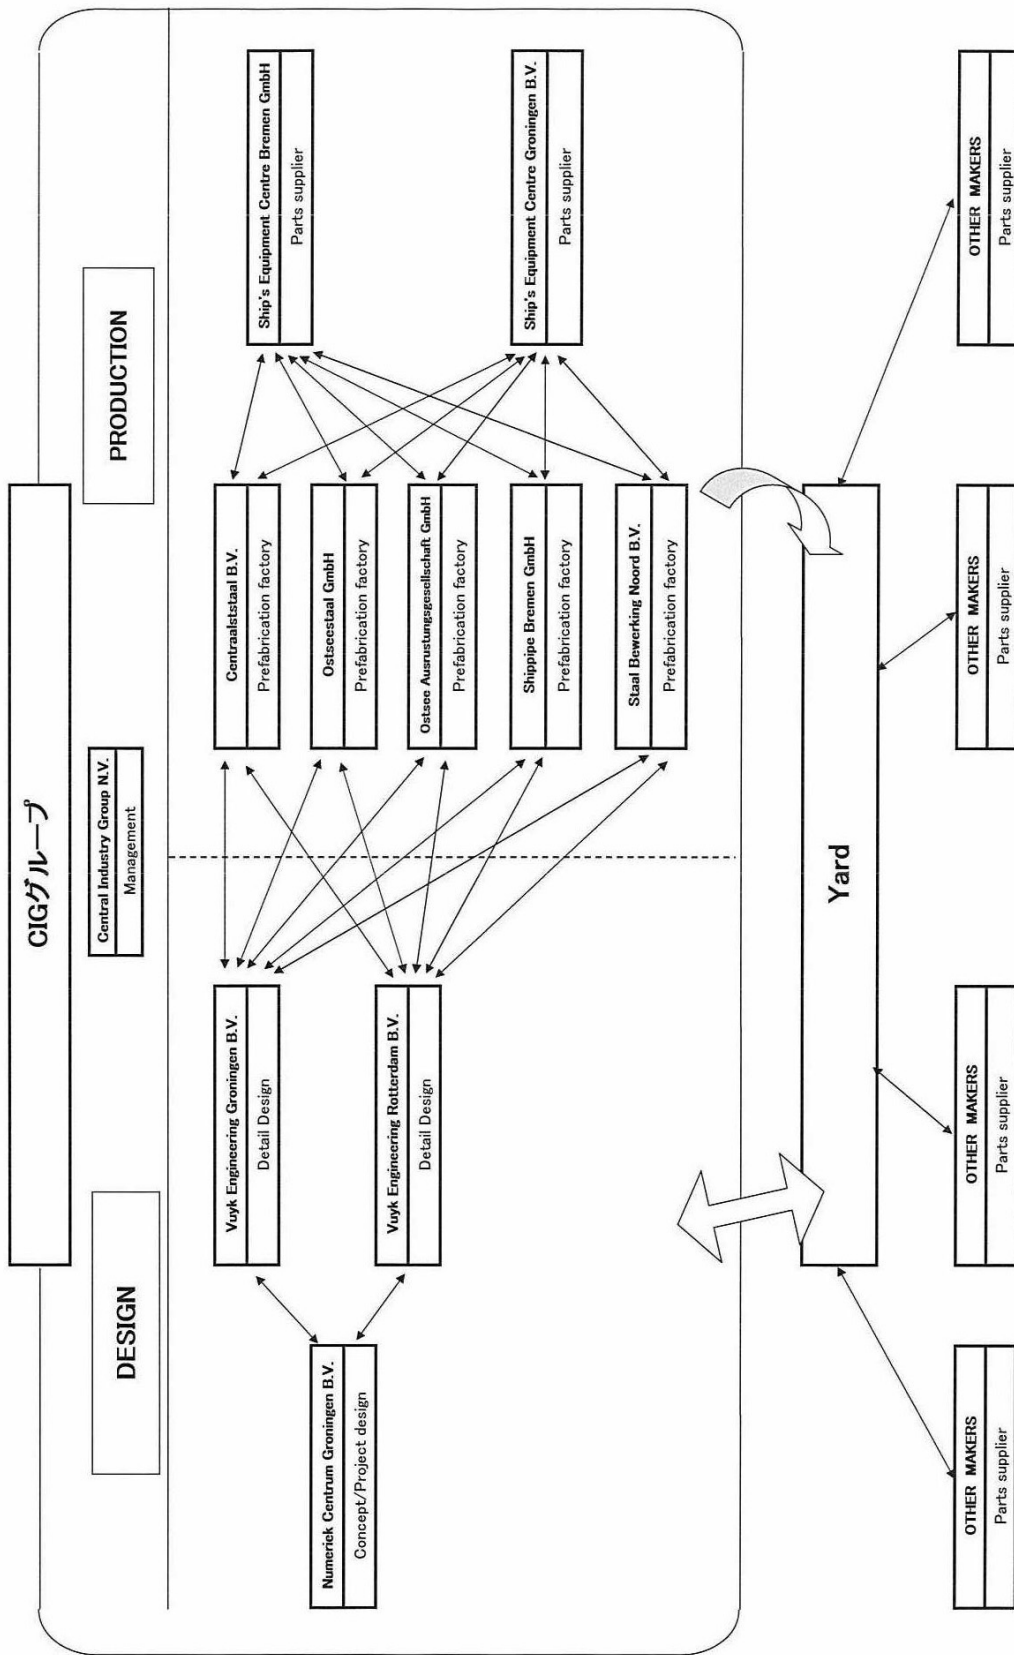 CIGグループ
DESIGN
Central Industry Group N.V.
Management
PRODUCTION
Numeriek Centrum Groningen B.V.
Concept/Project design
Vuyk Engineering Groningen B.V.
Detail Design
Vuyk Engineering Rotterdam B.V.
Detail Design
Centraalststaal B.V.
Prefabrication factory
Ostseestaal GmbH
Prefabrication factory
Ostsee Ausrustungsgesellschaft GmbH
Prefabrication factory
Shippipe Bremen GmbH
Prefabrication factory
Staal Bewerking Noord B.V.
Prefabrication factory
Ship's Equipment Centre Bremen GmbH
Parts supplier
Ship's Equipment Centre Groningen B.V.
Parts supplier
Yard
OTHER MAKERS
Parts supplier
OTHER MAKERS
Parts supplier
OTHER MAKERS
Parts supplier
OTHER MAKERS
Parts supplier